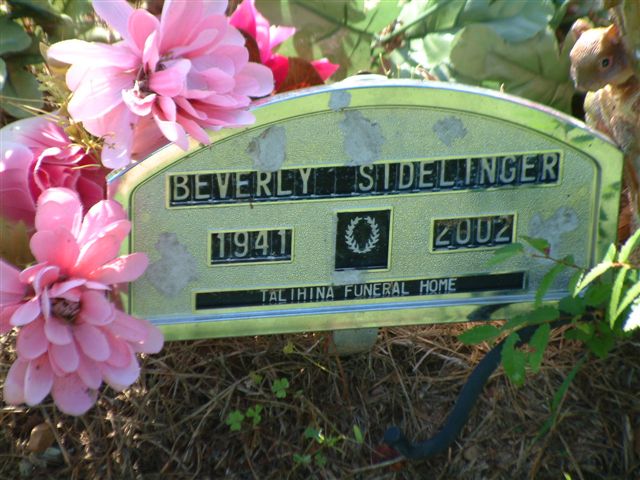 BEVERLY SIDELINGER
1941 2002
TALIHINA FUNERAL HOME